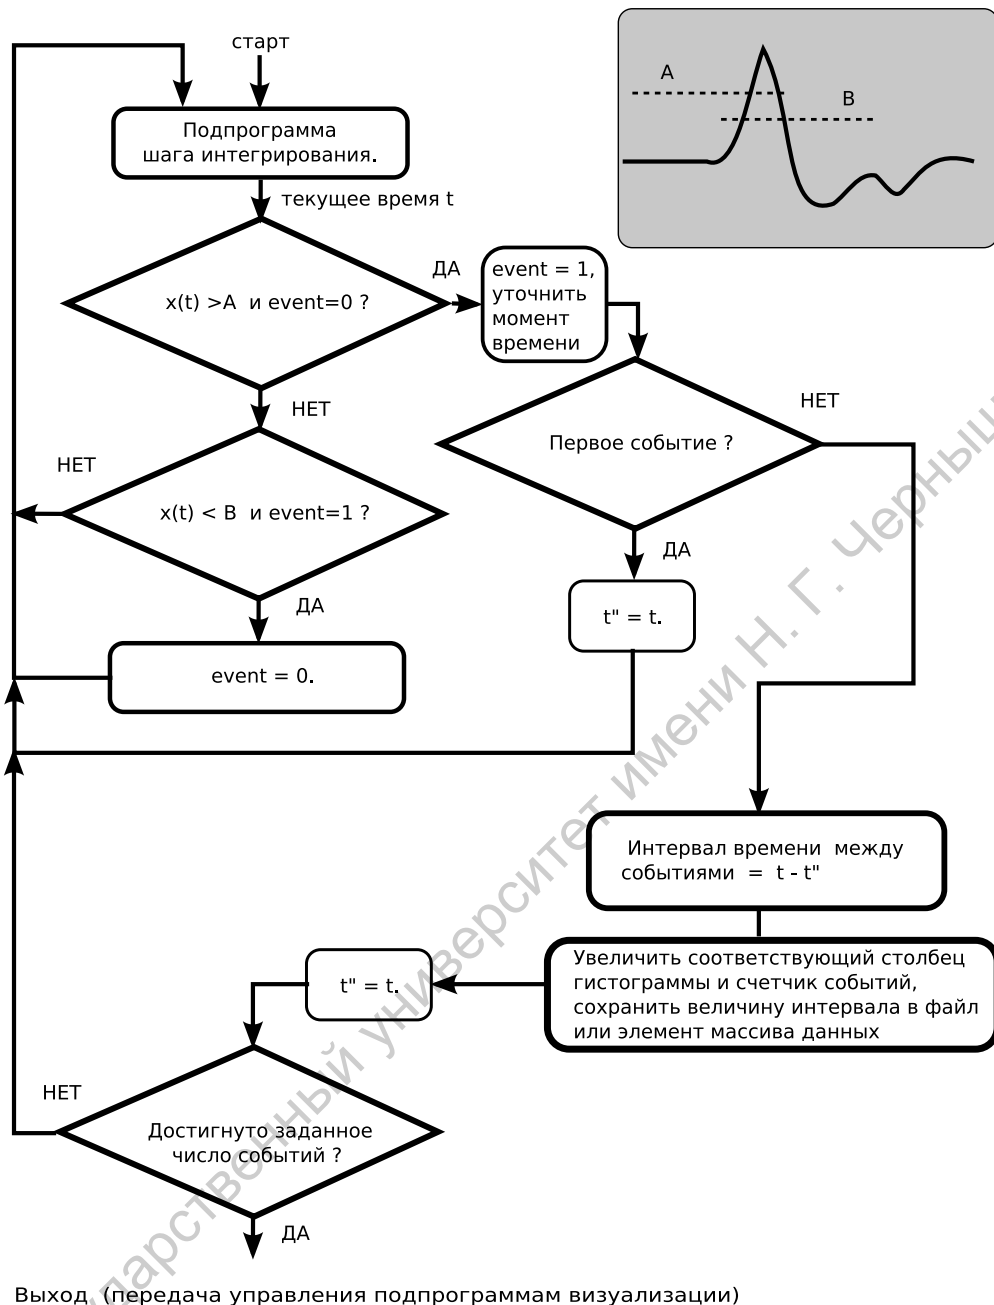 старт
A
B
Подпрограмма
шага интегрирования.
текущее время t
ДА
x(t) >A и event=0 ?
event = 1,
уточнить
момент
времени
НЕТ
НЕТ
Первое событие ?
НЕТ
x(t) < B и event=1 ?
ДА
ДА
t" = t.
event = 0.
Интервал времени между
событиями = t - t"
Увеличить соответствующий столбец
гистограммы и счетчик событий,
сохранить величину интервала в файл
или элемент массива данных
t" = t.
НЕТ
Достигнуто заданное
число событий ?
ДА
Выход (передача управления подпрограммам визуализации)
университет имени Н. Г.